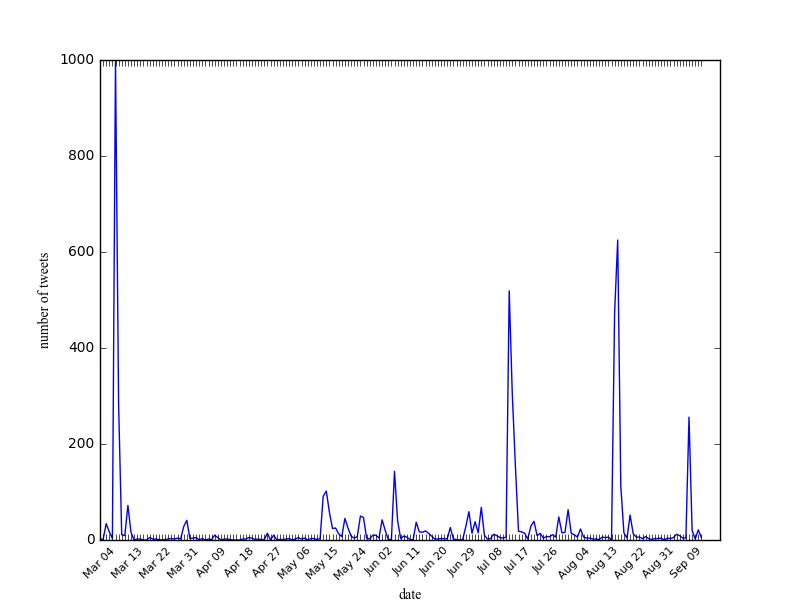 1000
800
600
400
200
0
number of tweets
Mar 04
Mar 13
Mar 22
Mar 31
Apr 09
Apr 18
Apr 27
May 06
May 15
May 24
Jun 02
Jun 11
Jun 20
Jun 29
Jul 08
Jul 17
Jul 26
Aug 04
Aug 13
Aug 22
Aug 31
Sep 09
date